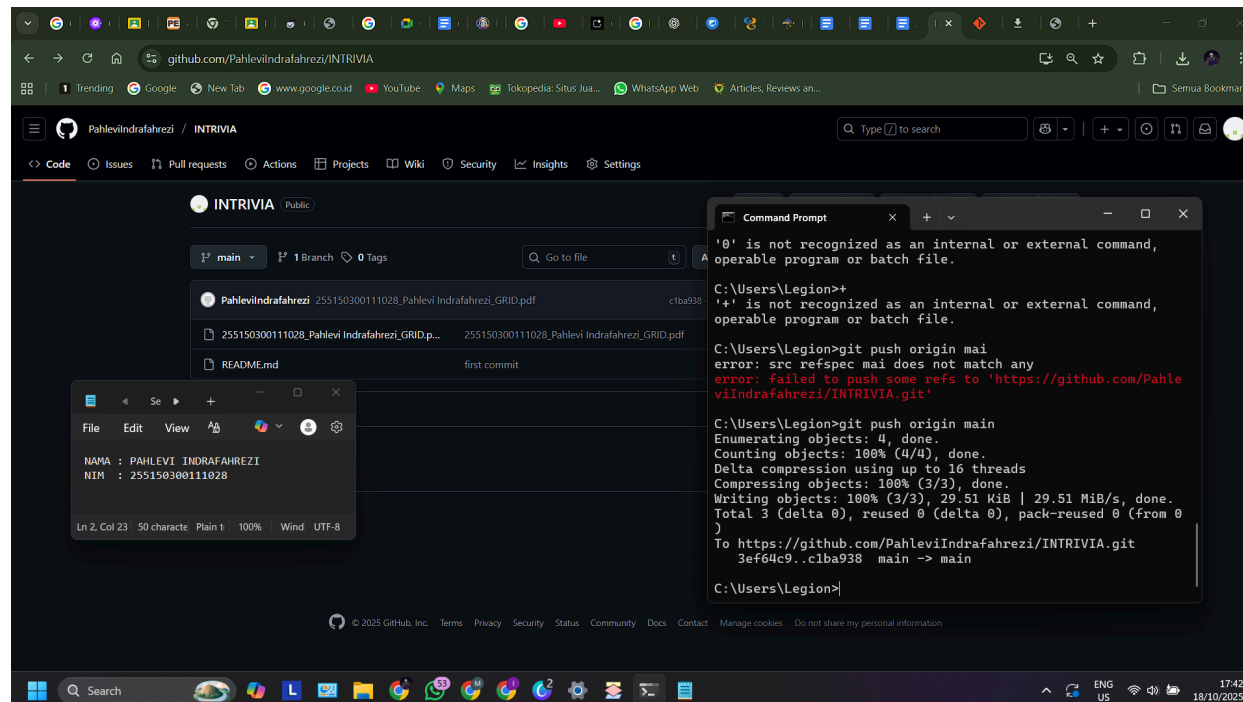 github.com/PahleviIndrafahrezi/INTRIVIA
Trending Google New Tab www.google.co.id YouTube Maps Tokopedia: Situs Jua... WhatsApp Web Articles, Reviews an... Semua Bookmar
PahleviIndrafahrezi / INTRIVIA
Type / to search
Code Issues Pull requests Actions Projects Wiki Security Insights Settings
INTRIVIA Public
main 1 Branch 0 Tags
Go to file t
PahleviIndrafahrezi 255150300111028_Pahlevi Indrafahrezi_GRID.pdf c1ba938
255150300111028_Pahlevi Indrafahrezi_GRID.p... 255150300111028_Pahlevi Indrafahrezi_GRID.pdf
README.md first commit
Se
File Edit View
NAMA : PAHLEVI INDRAFAHREZI
NIM : 255150300111028
Ln 2, Col 23 50 characte Plain t 100% Wind UTF-8
Command Prompt
'0' is not recognized as an internal or external command,
operable program or batch file.
C:\Users\Legion>+
'+' is not recognized as an internal or external command,
operable program or batch file.
C:\Users\Legion>git push origin mai
error: src refspec mai does not match any
error: failed to push some refs to 'https://github.com/Pahle
viIndrafahrezi/INTRIVIA.git'
C:\Users\Legion>git push origin main
Enumerating objects: 4, done.
Counting objects: 100% (4/4), done.
Delta compression using up to 16 threads
Compressing objects: 100% (3/3), done.
Writing objects: 100% (3/3), 29.51 KiB | 29.51 MiB/s, done.
Total 3 (delta 0), reused 0 (delta 0), pack-reused 0 (from 0
)
To https://github.com/PahleviIndrafahrezi/INTRIVIA.git
3ef64c9..c1ba938 main -> main
C:\Users\Legion>
© 2025 GitHub, Inc. Terms Privacy Security Status Community Docs Contact Manage cookies Do not share my personal information
Search
53
ENG
US
17:42
18/10/2025